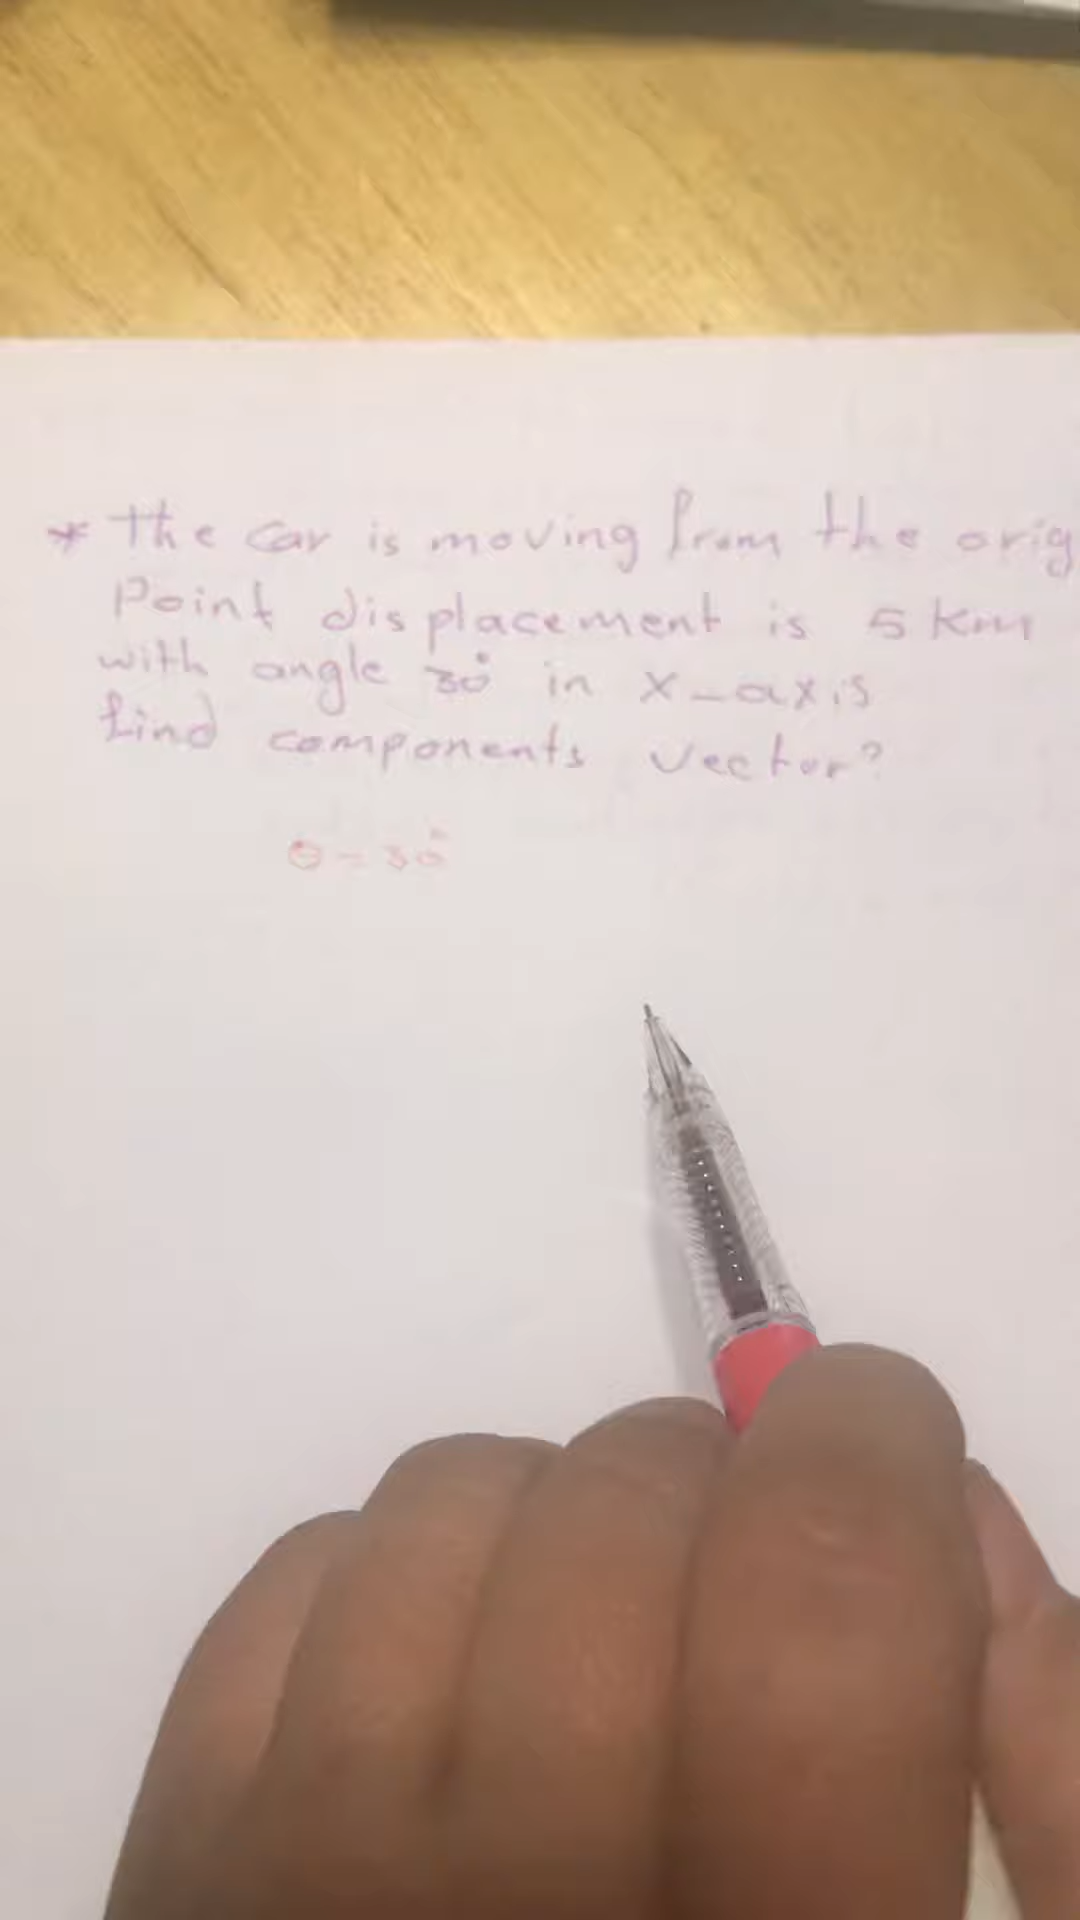 * The car is moving from the orig
Point displacement is 5 Km
with angle 30° in x-axis
find components vector?
θ = 30°